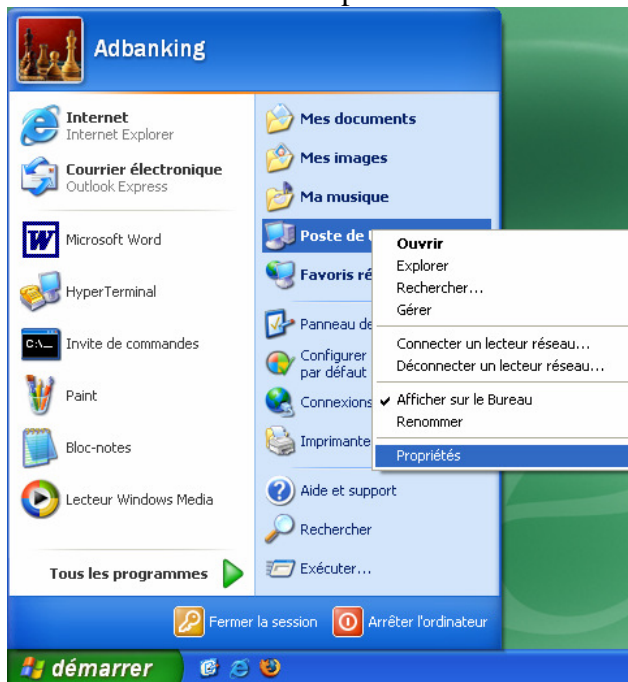 Adbanking
Internet
Internet Explorer
Courrier électronique
Outlook Express
Microsoft Word
HyperTerminal
C:\_
Invite de commandes
Paint
Bloc-notes
Lecteur Windows Media
Tous les programmes
Mes documents
Mes images
Ma musique
Poste de
Favoris
Panneau de
Configurer
par défaut
Connexions
Imprimante
Aide et support
Rechercher
Exécuter...
Ouvrir
Explorer
Rechercher...
Gérer
Connecter un lecteur réseau...
Déconnecter un lecteur réseau...
Afficher sur le Bureau
Renommer
Propriétés
Fermer la session
Arrêter l'ordinateur
démarrer